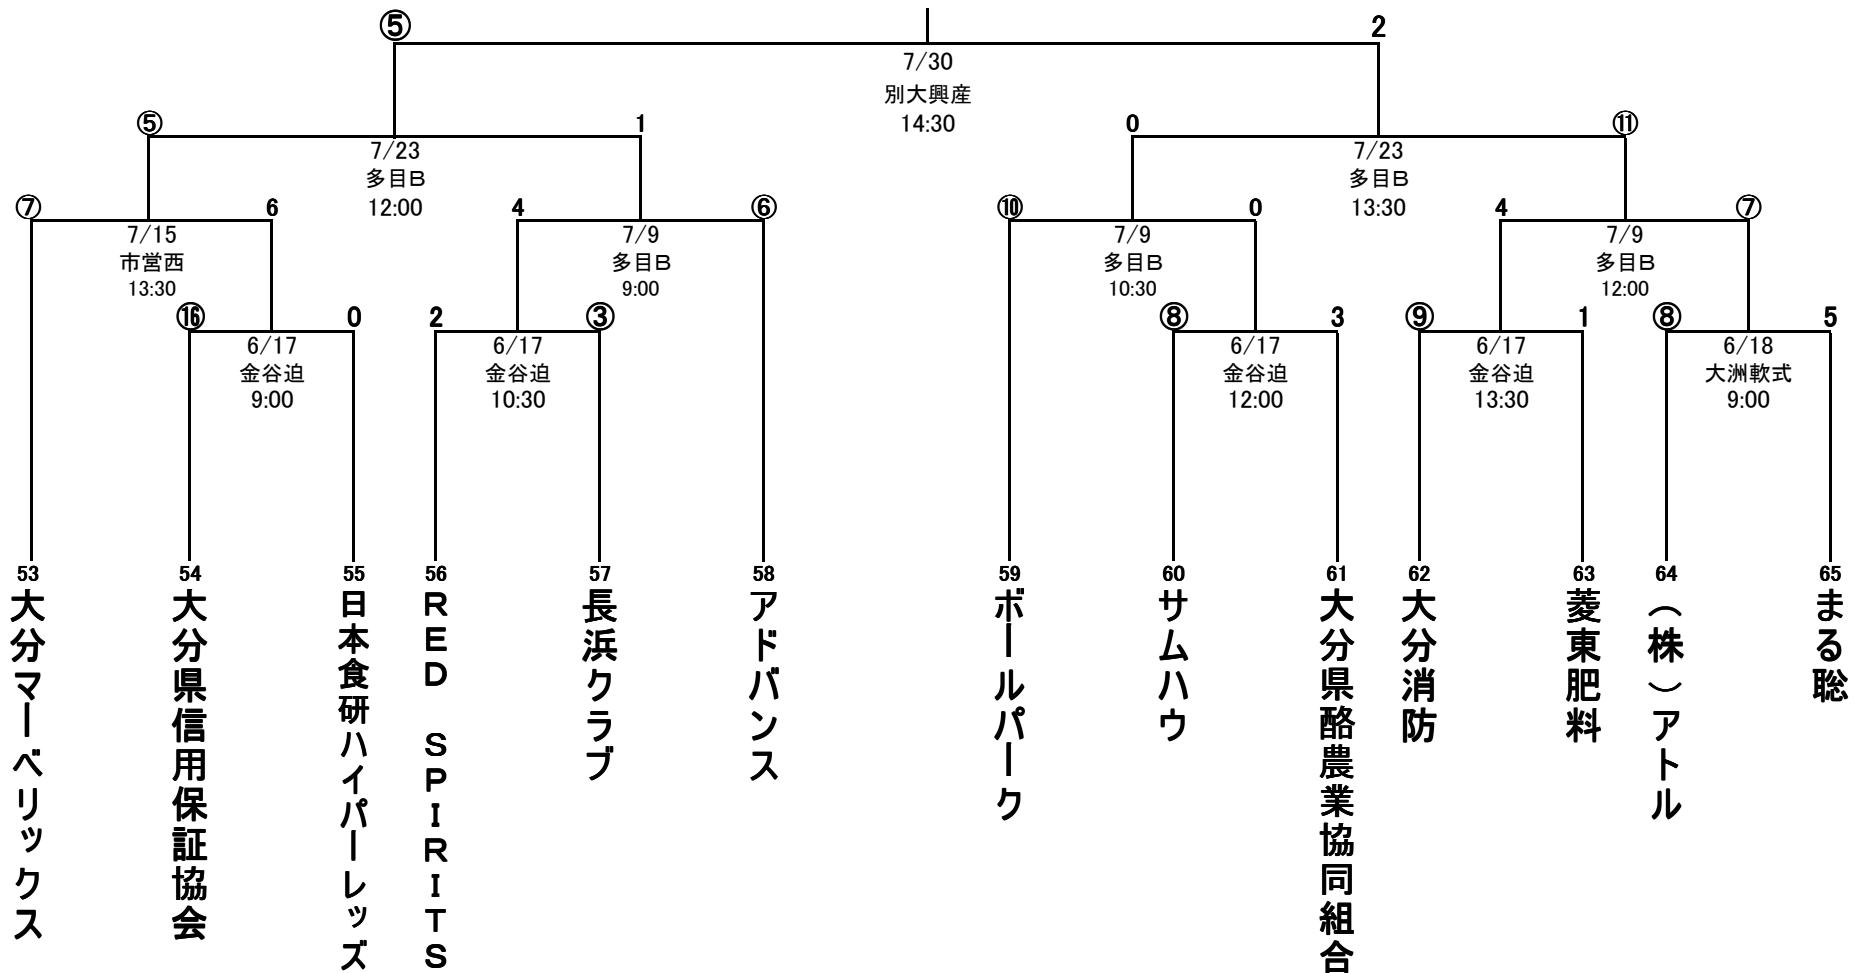 ⑤ 2
7/30
別大興産
14:30
⑤ 1 0 ⑪
7/23 7/23
多目B 多目B
12:00 13:30
⑦ 6 4 ⑥ ⑩ 0 4 ⑦
7/15 7/9 7/9 7/9
市営西 多目B 多目B 多目B
13:30 9:00 10:30 12:00
⑯ 0 2 ③ ⑧ 3 ⑨ 1 ⑧ 5
6/17 6/17 6/17 6/17 6/18
金谷迫 金谷迫 金谷迫 金谷迫 大洲軟式
9:00 10:30 12:00 13:30 9:00
53 54 55 56 57 58 59 60 61 62 63 64 65
大分マーベリックス
大分県信用保証協会
日本食研ハイパーレッズ
RED SPIRITS
長浜クラブ
アドバンス
ボールパーク
サムハウ
大分県酪農業協同組合
大分消防
菱東肥料
(株)アトル
まる聡